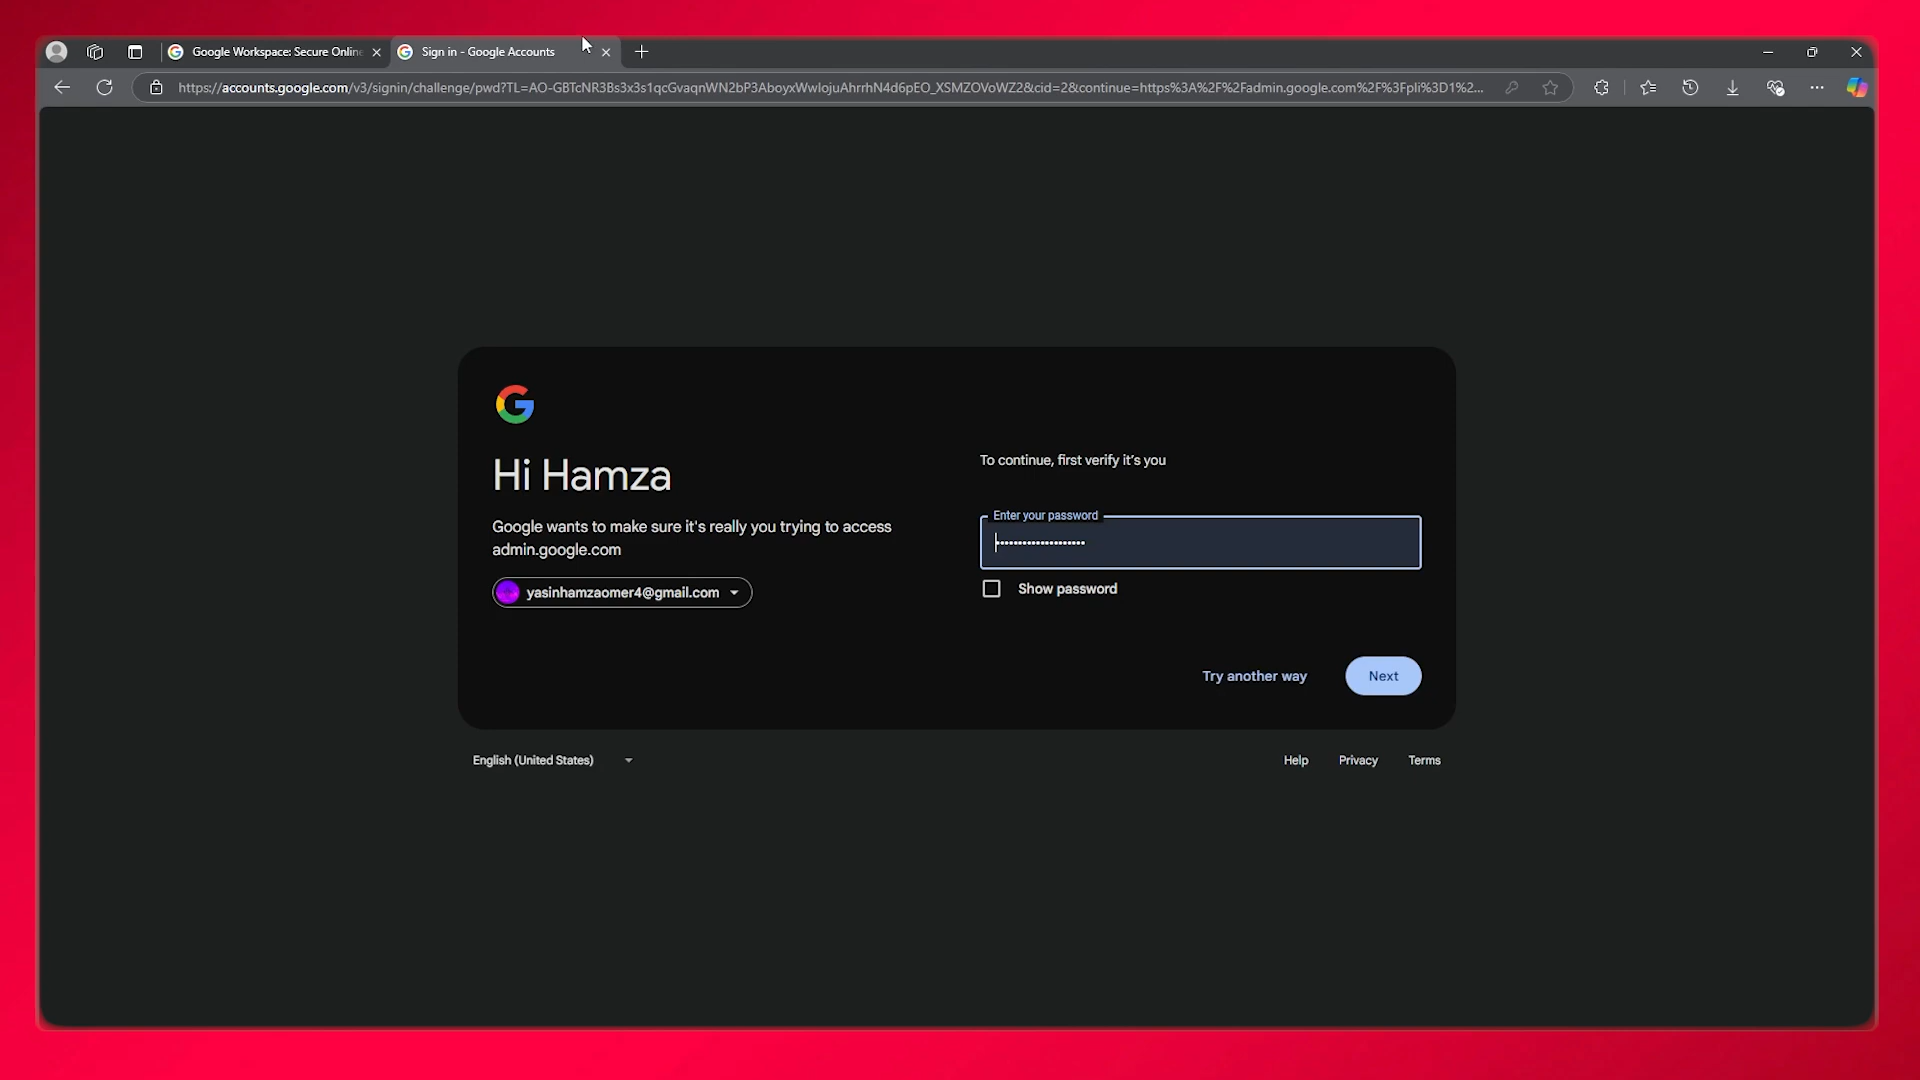 Google Workspace: Secure Onlin
Sign in - Google Accounts
https://accounts.google.com/v3/signin/challenge/pwd?TL=AO-GBTcNR3Bs3x3s1qcGvaqnWN2bP3AboyxWwlojuAhrrhN4d6pEO_XSMZOVoWZ2&cid=2&continue=https%3A%2F%2Fadmin.google.com%2F%3Fpli%3D1%2...
Hi Hamza
Google wants to make sure it's really you trying to access
admin.google.com
yasinhamzaomer4@gmail.com
To continue, first verify it's you
Enter your password
Show password
Try another way
Next
English (United States)
Help
Privacy
Terms